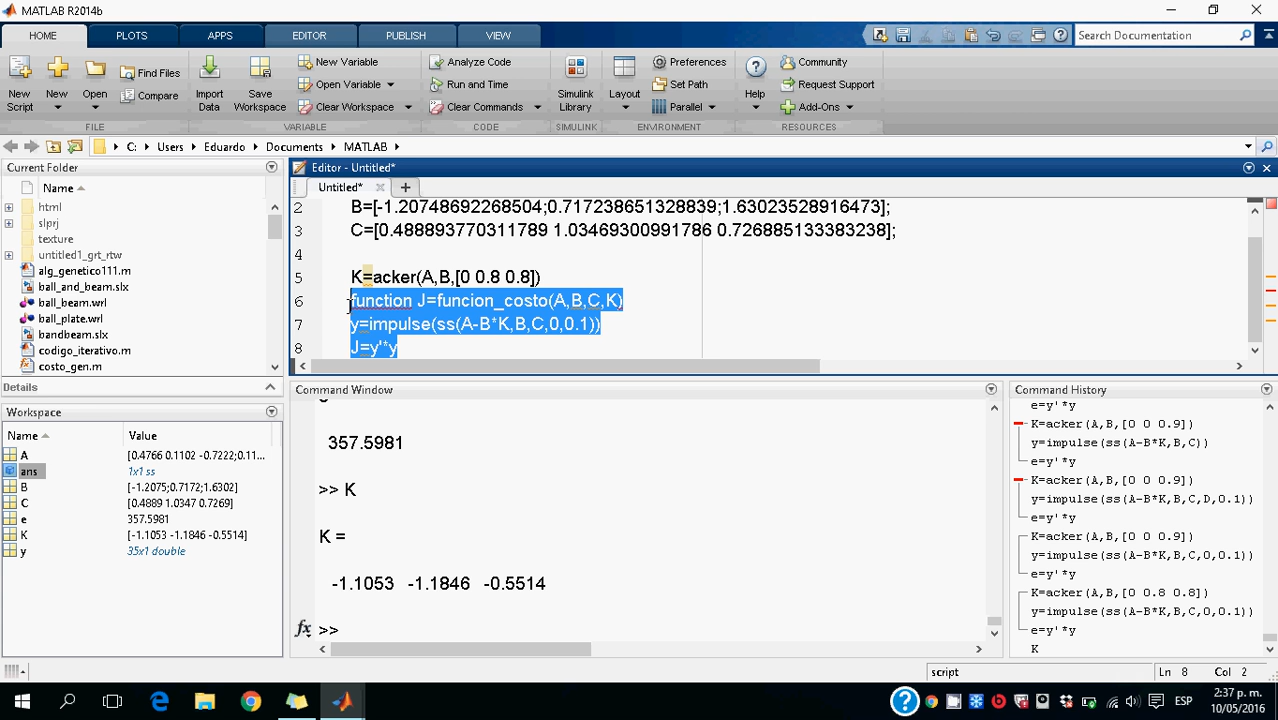 MATLAB R2014b
HOME PLOTS APPS EDITOR PUBLISH VIEW
Search Documentation
New Script
New
Open
Find Files
Compare
FILE
Import Data
Save Workspace
New Variable
Open Variable
Clear Workspace
VARIABLE
Analyze Code
Run and Time
Clear Commands
CODE
Simulink Library
SIMULINK
Layout
Preferences
Set Path
Parallel
ENVIRONMENT
Help
Community
Request Support
Add-Ons
RESOURCES
C: Users Eduardo Documents MATLAB
Current Folder
Name
html
slprj
texture
untitled1_grt_rtw
alg_genetico111.m
ball_and_beam.slx
ball_beam.wrl
ball_plate.wrl
bandbeam.slx
codigo_iterativo.m
costo_gen.m
Details
Workspace
Name Value
A [0.4766 0.1102 -0.7222;0.11...
ans 1x1 ss
B [-1.2075;0.7172;1.6302]
C [0.4889 1.0347 0.7269]
e 357.5981
K [-1.1053 -1.1846 -0.5514]
y 35x1 double
Editor - Untitled*
Untitled*
2 B=[-1.20748692268504;0.717238651328839;1.63023528916473];
3 C=[0.488893770311789 1.03469300991786 0.726885133383238];
4
5 K=acker(A,B,[0 0.8 0.8])
6 function J=funcion_costo(A,B,C,K)
7 y=impulse(ss(A-B*K,B,C,0,0.1))
8 J=y'*y
Command Window
357.5981
>> K
K =
-1.1053 -1.1846 -0.5514
fx >>
Command History
e=y'*y
K=acker(A,B,[0 0 0.9])
y=impulse(ss(A-B*K,B,C))
e=y'*y
K=acker(A,B,[0 0 0.9])
y=impulse(ss(A-B*K,B,C,D,0.1))
e=y'*y
K=acker(A,B,[0 0 0.9])
y=impulse(ss(A-B*K,B,C,0,0.1))
e=y'*y
K=acker(A,B,[0 0.8 0.8])
y=impulse(ss(A-B*K,B,C,0,0.1))
e=y'*y
K
script Ln 8 Col 2
ESP
2:37 p. m.
10/05/2016